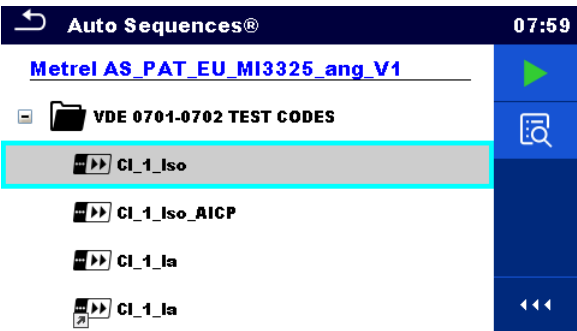 Auto Sequences® 07:59
Metrel AS_PAT_EU_MI3325_ang_V1
VDE 0701-0702 TEST CODES
Cl_1_Iso
Cl_1_Iso_AICP
Cl_1_Ia
Cl_1_Ia